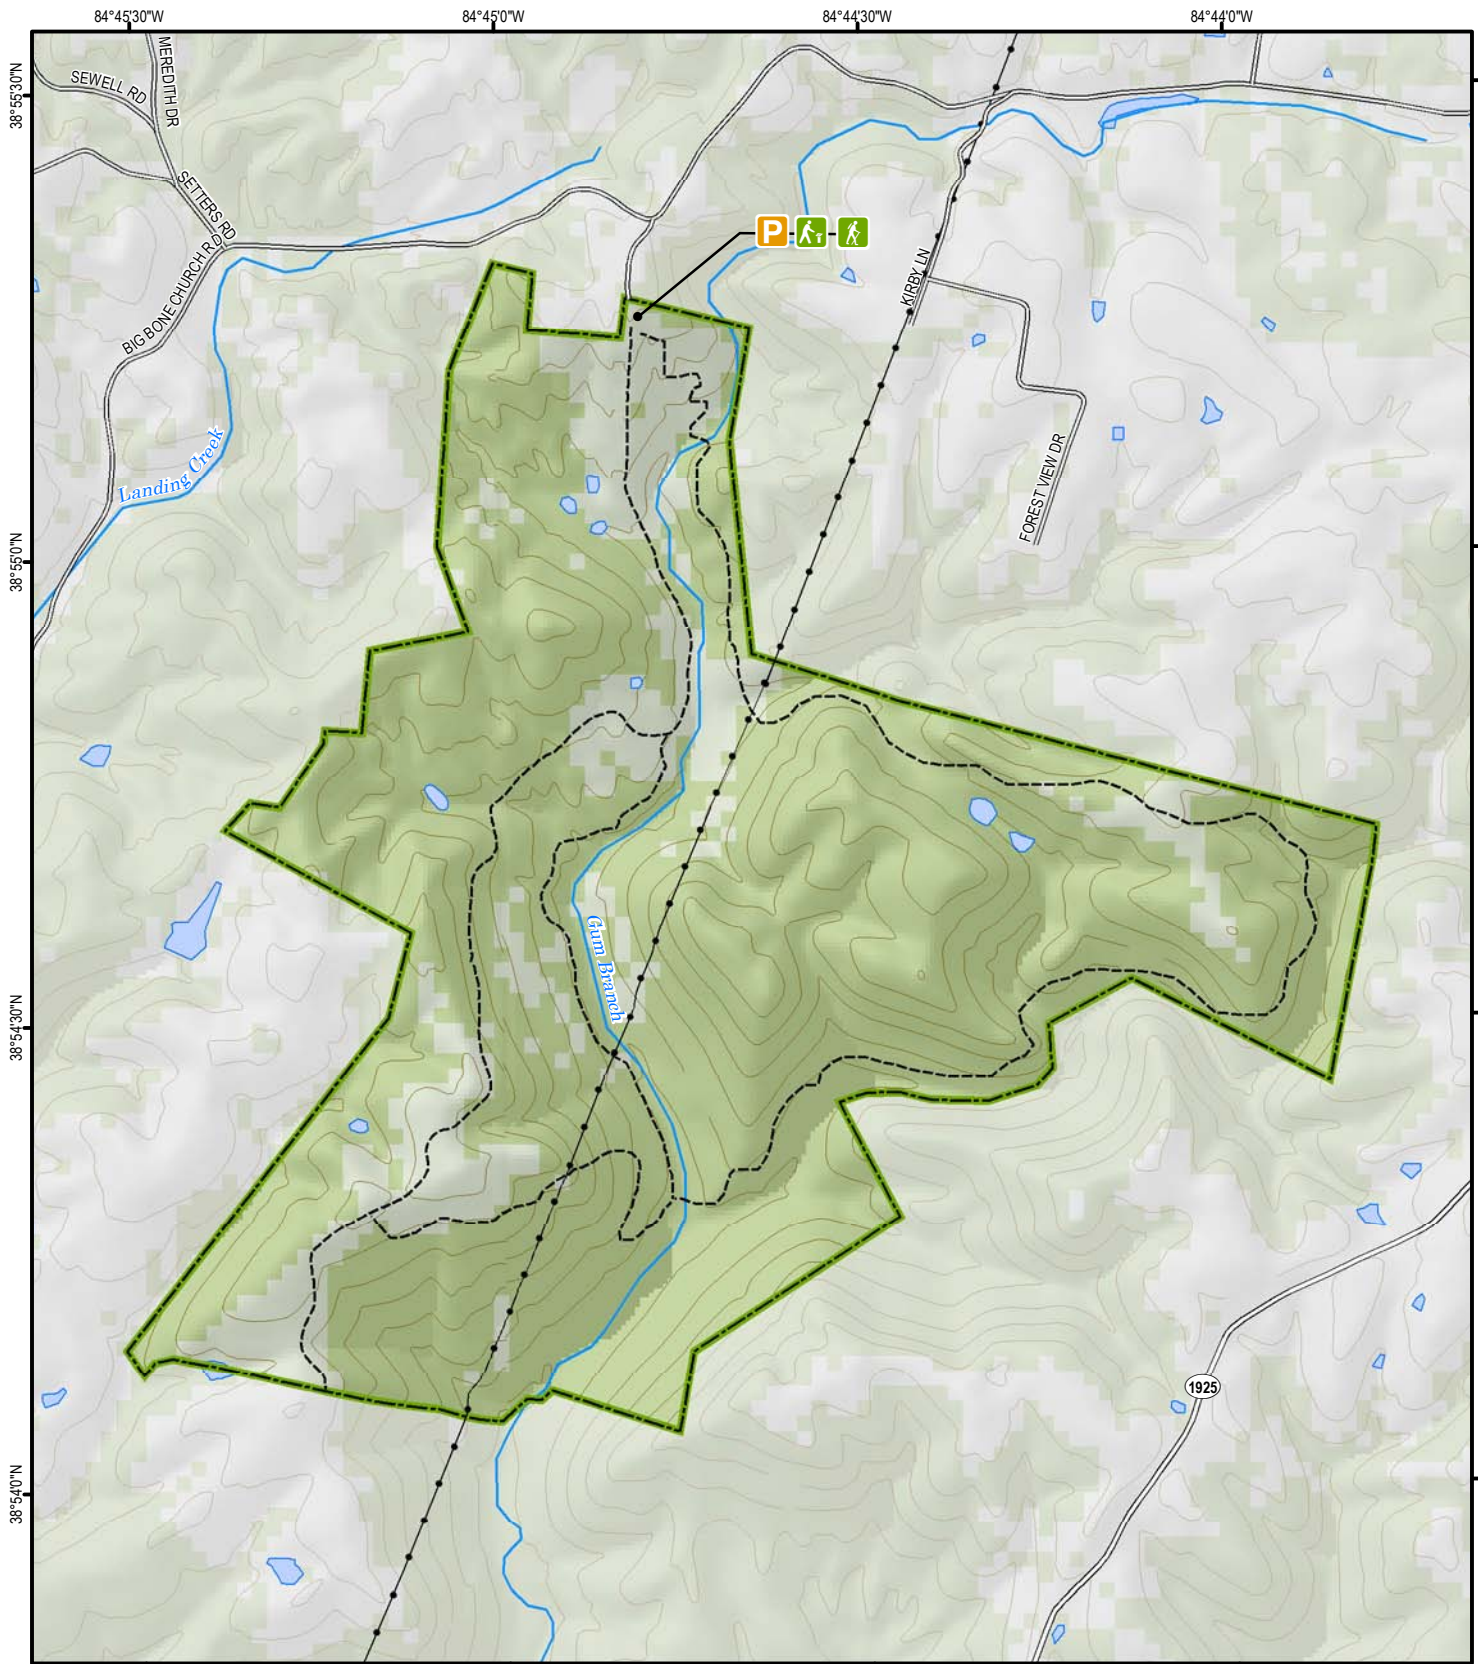 84°45'30"W
84°45'0"W
84°44'30"W
84°44'0"W
38°55'30"N
38°55'0"N
38°54'30"N
38°54'0"N
MEREDITH DR
SEWELL RD
SETTERS RD
BIG BONE CHURCH RD
P
KIRBY LN
Landing Creek
FOREST VIEW DR
Gum Branch
1925